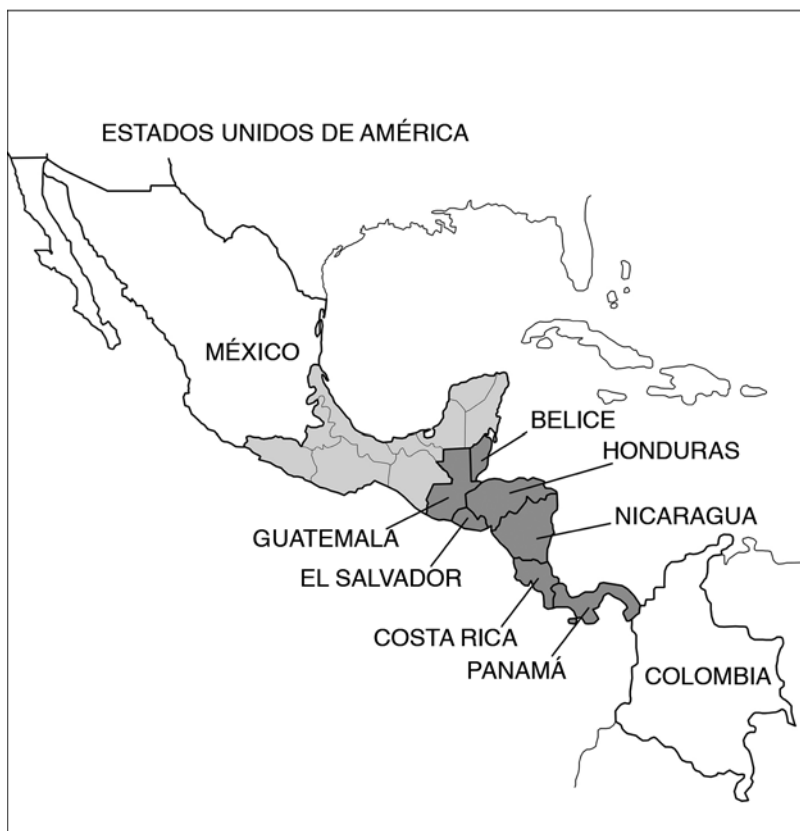 ESTADOS UNIDOS DE AMÉRICA
MÉXICO
BELICE
HONDURAS
NICARAGUA
GUATEMALA
EL SALVADOR
COSTA RICA
PANAMÁ
COLOMBIA